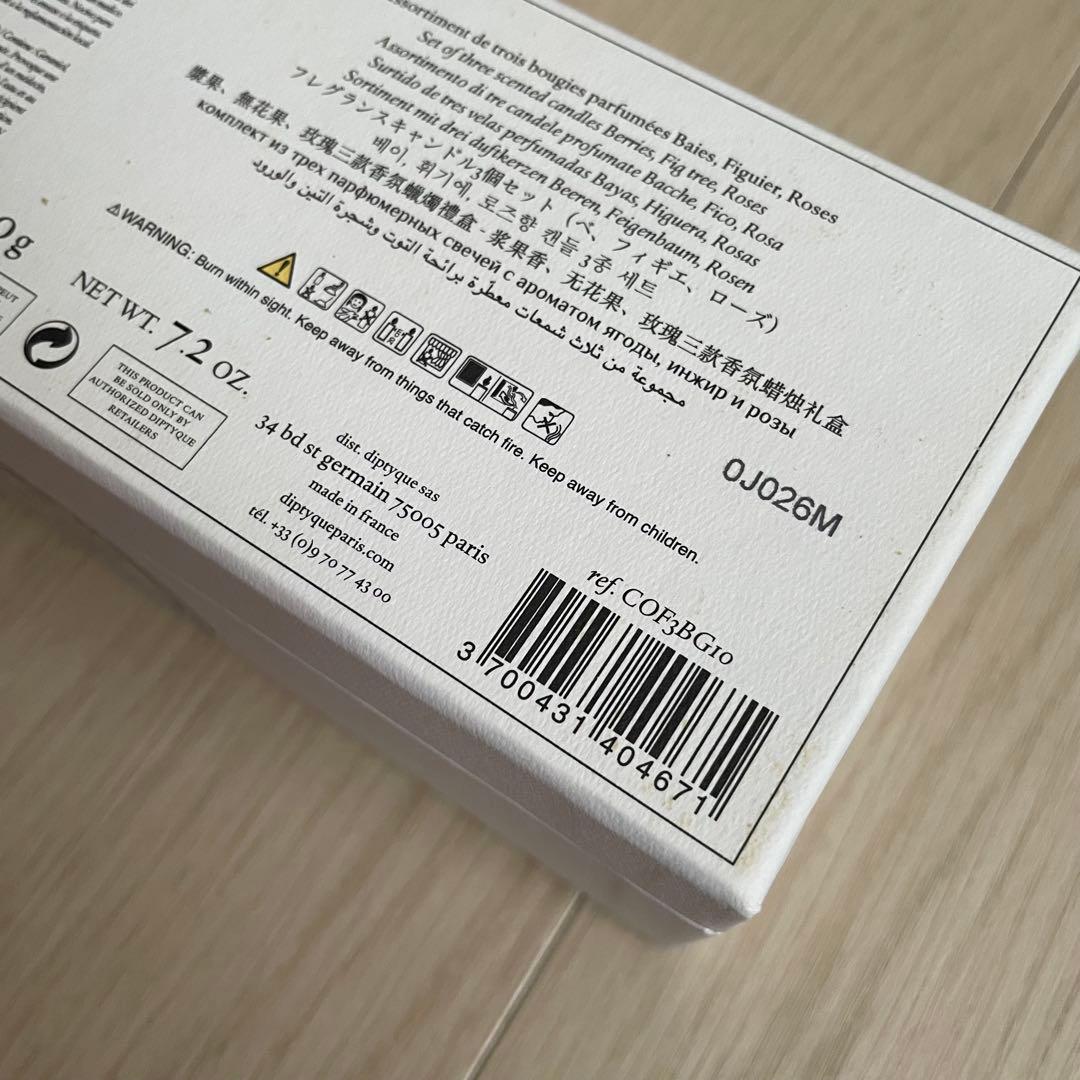 ssortiment de trois bougies parfumées Baies, Figuier, Roses
Set of three scented candles Berries, Fig tree, Roses
Assortimento di tre candele profumate Bacche, Fico, Rosa
Surtido de tres velas perfumadas Bayas, Higuera, Rosas
Sortiment mit drei duftkerzen Beeren, Feigenbaum, Rosen
フレグランスキャンドル3個セット (ベ、フィギエ、ローズ)
베이, 휘기에, 로즈향 캔들 3종 세트
漿果、無花果、玫瑰三款香氛蠟燭禮盒 - 浆果香、无花果、玫瑰三款香氛蜡烛礼盒
комплект из трех парфюмерных свечей с ароматом ягоды, инжир и розы
مجموعة من ثلاث شمعات معطّرة برائحة التوت وشجرة التين والورود
⚠WARNING: Burn within sight. Keep away from things that catch fire. Keep away from children.
0g
NET WT. 7.2 OZ.
THIS PRODUCT CAN
BE SOLD ONLY BY
AUTHORIZED DIPTYQUE
RETAILERS
dist. diptyque sas
34 bd st germain 75005 paris
made in france
diptyqueparis.com
tél. +33 (0)9 70 77 43 00
0J026M
ref. COF3BG10
3 700431 404671